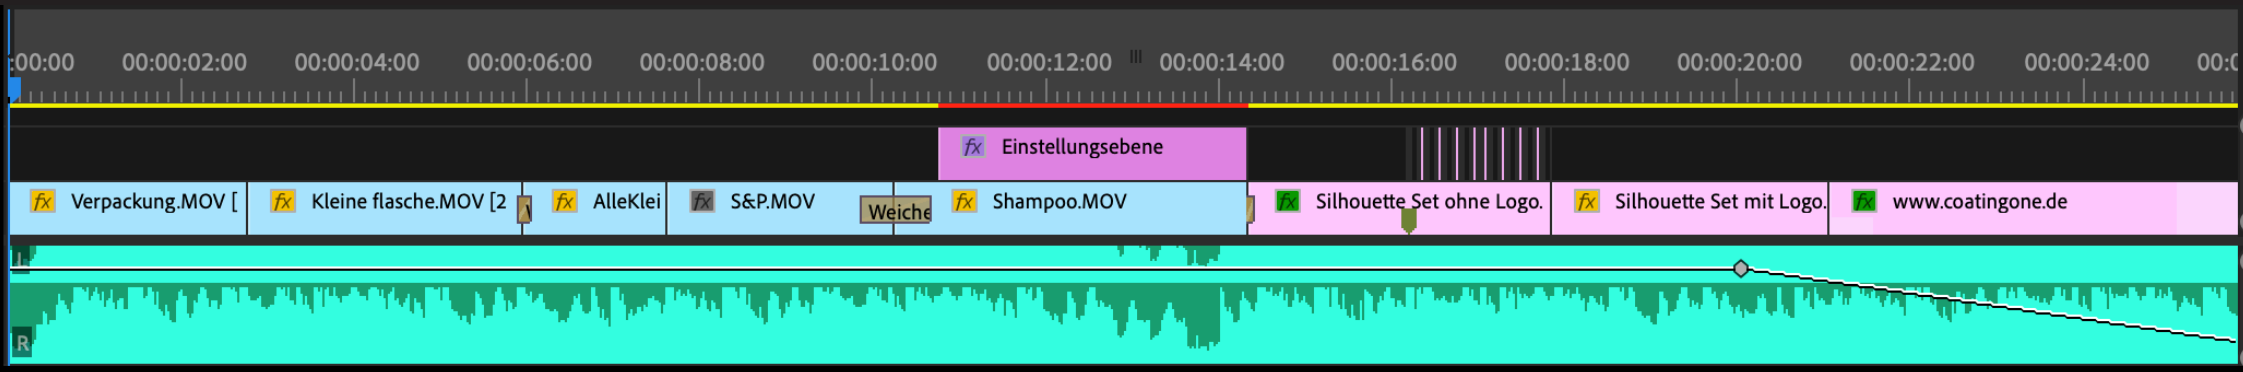 :00:00 00:00:02:00 00:00:04:00 00:00:06:00 00:00:08:00 00:00:10:00 00:00:12:00 00:00:14:00 00:00:16:00 00:00:18:00 00:00:20:00 00:00:22:00 00:00:24:00 00:0
fx Einstellungsebene
fx Verpackung.MOV [ fx Kleine flasche.MOV [2 fx AlleKlei fx S&P.MOV Weiche fx Shampoo.MOV fx Silhouette Set ohne Logo. fx Silhouette Set mit Logo. fx www.coatingone.de
L
R